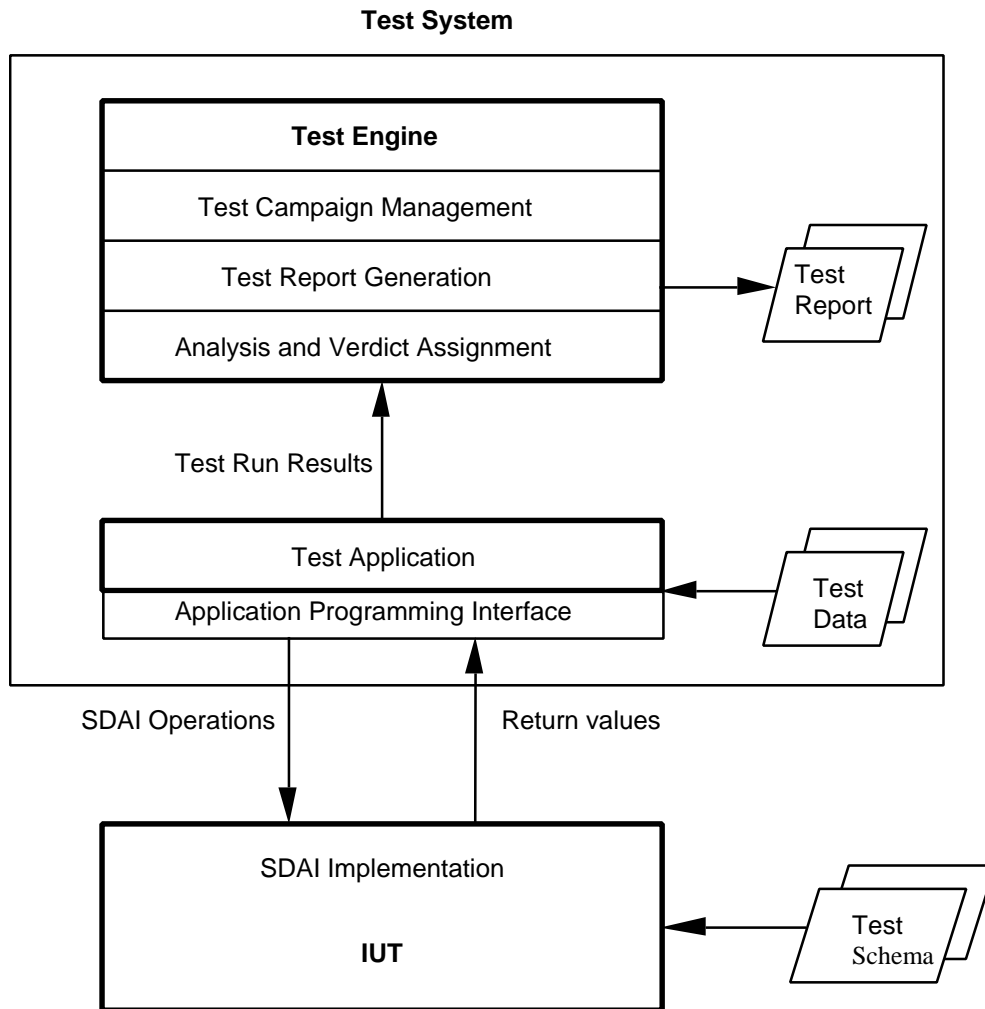 Test System
Test Engine
Test Campaign Management
Test Report Generation
Test
Report
Analysis and Verdict Assignment
Test Run Results
Test Application
Test
Data
Application Programming Interface
SDAI Operations
Return values
SDAI Implementation
IUT
Test
Schema